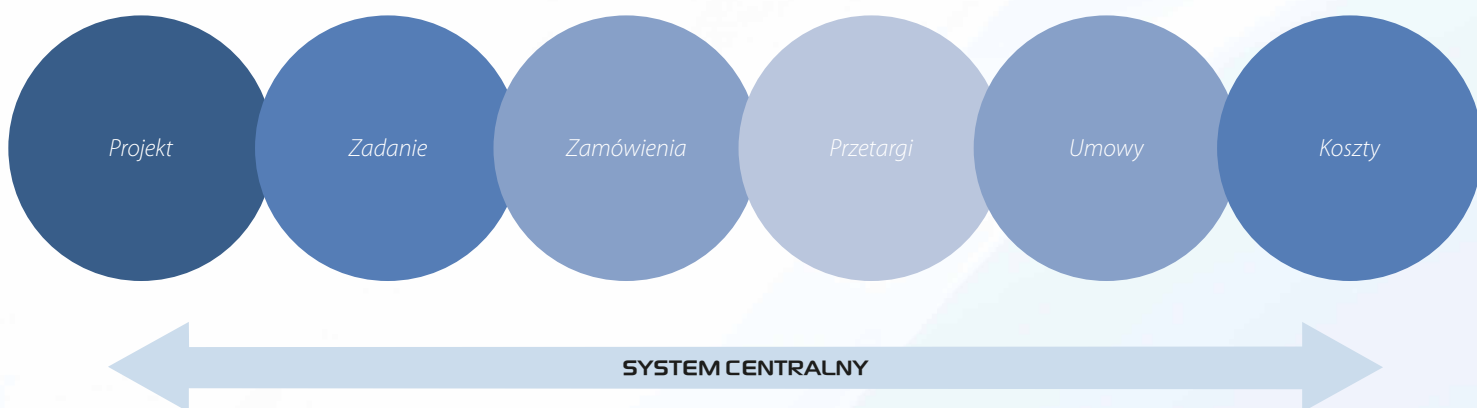 Projekt
Zadanie
Zamówienia
Przetargi
Umowy
Koszty
SYSTEM CENTRALNY